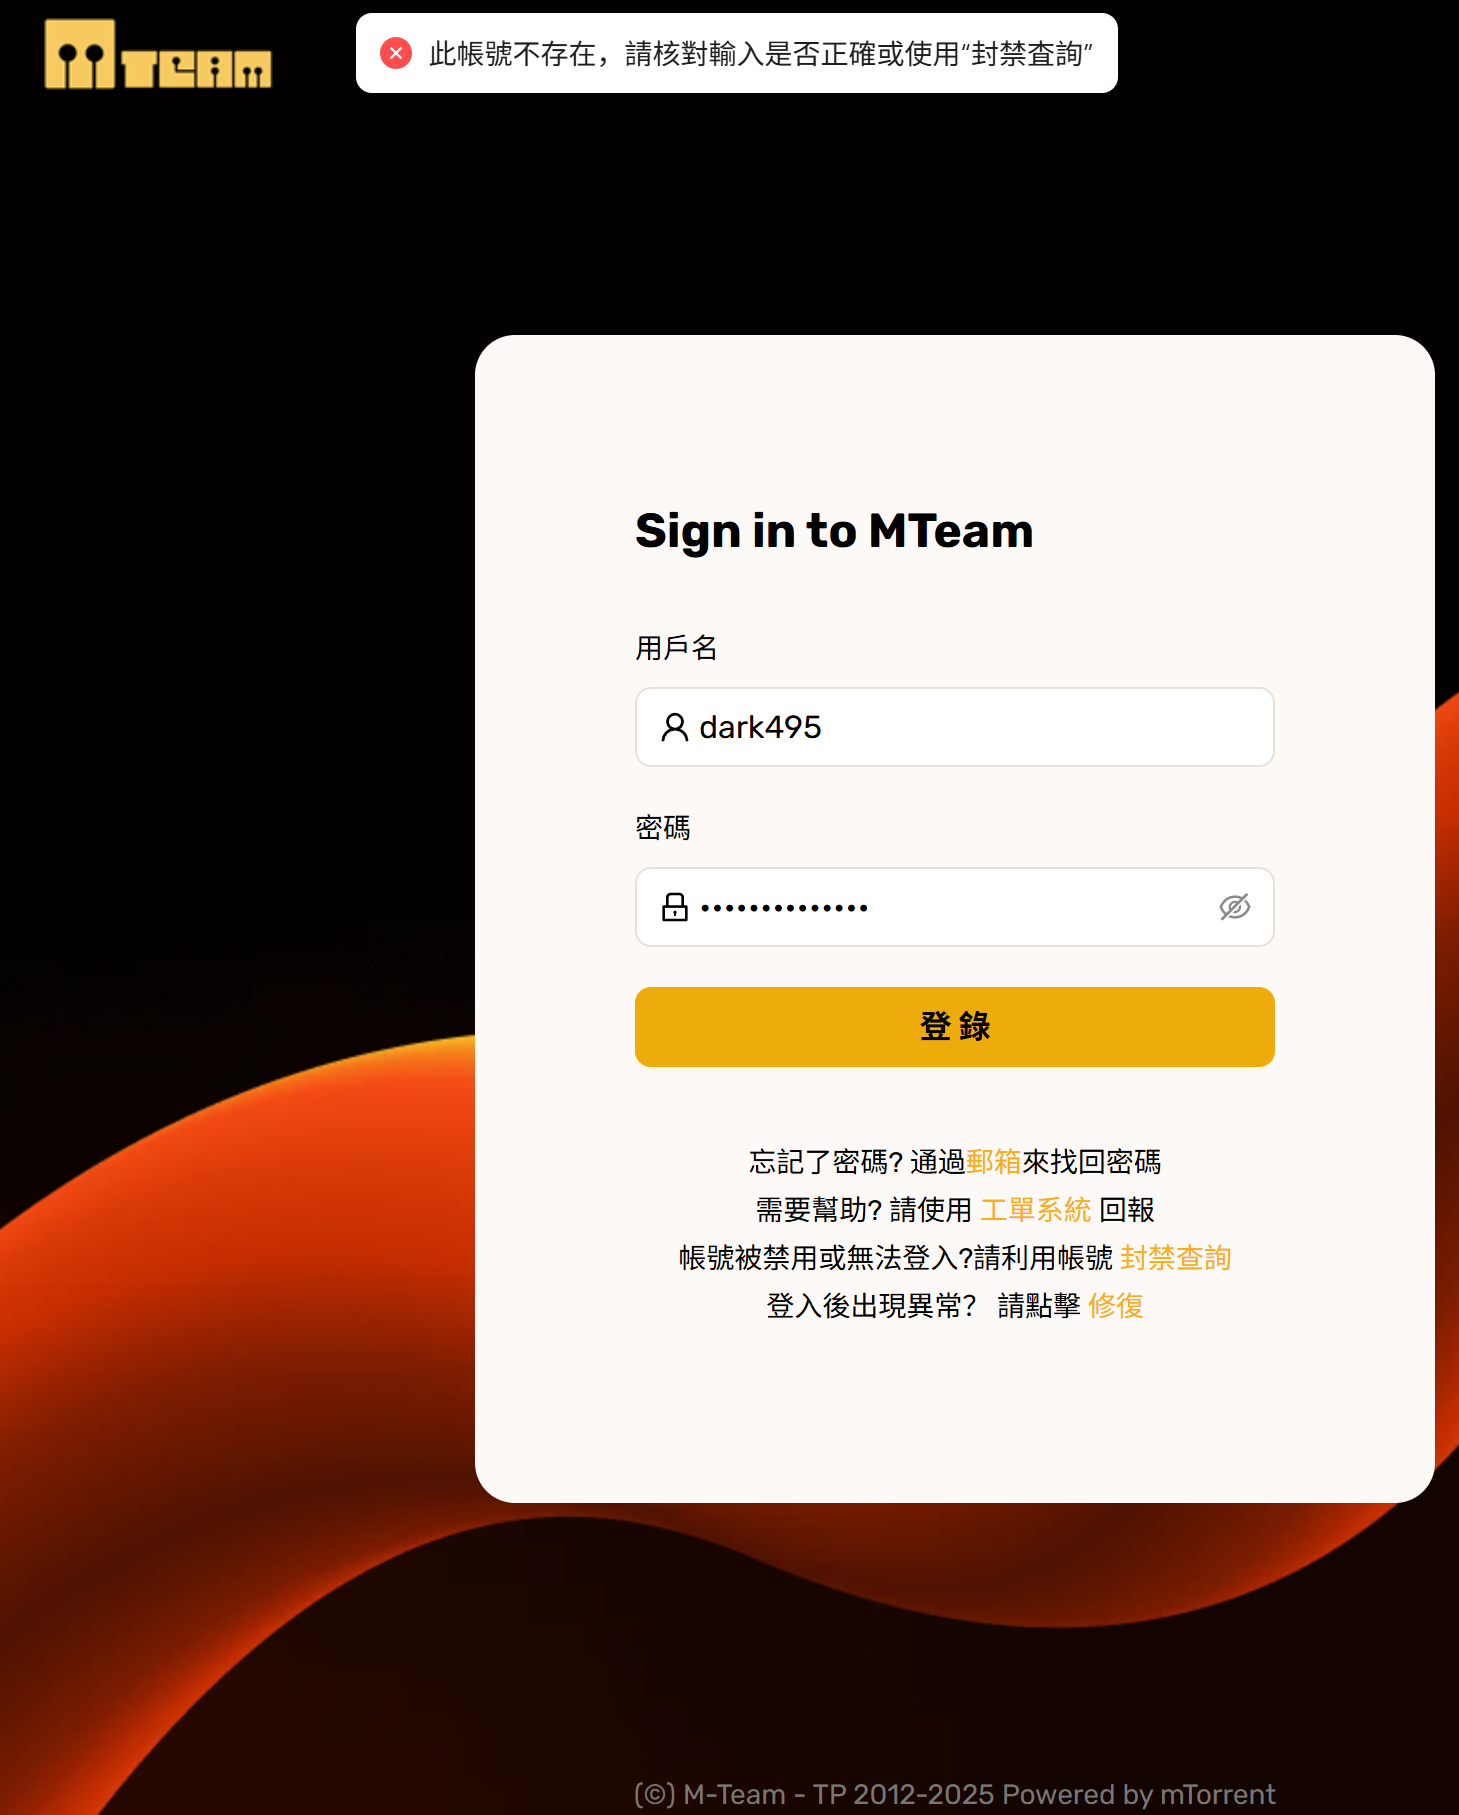 M TEAM
此帳號不存在，請核對輸入是否正確或使用“封禁査詢”
Sign in to MTeam
用戶名
dark495
密碼
••••••••••••••
登 錄
忘記了密碼? 通過郵箱來找回密碼
需要幫助? 請使用 工單系統 回報
帳號被禁用或無法登入?請利用帳號 封禁查詢
登入後出現異常? 請點擊 修復
(©) M-Team - TP 2012-2025 Powered by mTorrent